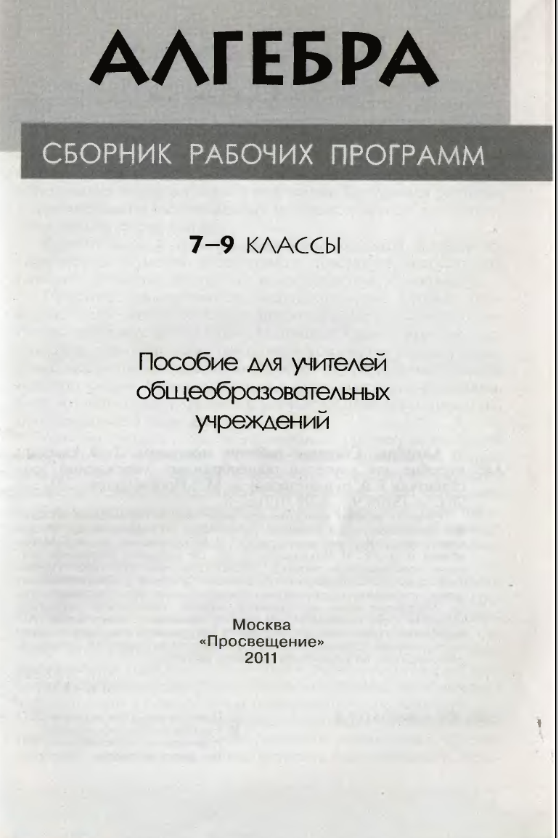 АЛГЕБРА
СБОРНИК РАБОЧИХ ПРОГРАММ
7–9 КЛАССЫ
Пособие для учителей
общеобразовательных
учреждений
Москва
«Просвещение»
2011